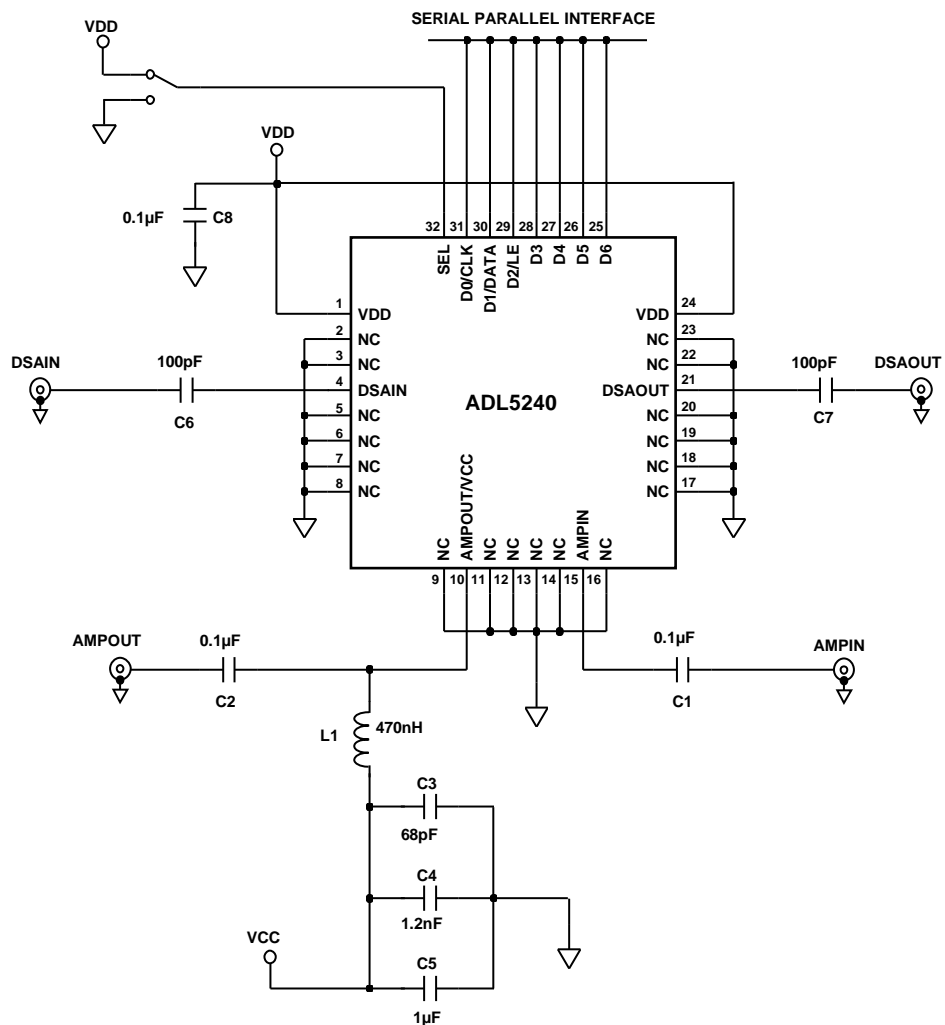 SERIAL PARALLEL INTERFACE
VDD
VDD
0.1µF C8
32 31 30 29 28 27 26 25
SEL
D0/CLK
D1/DATA
D2/LE
D3
D4
D5
D6
1 VDD
2 NC
3 NC
4 DSAIN
5 NC
6 NC
7 NC
8 NC
24 VDD
23 NC
22 NC
21 DSAOUT
20 NC
19 NC
18 NC
17 NC
DSAIN
100pF
C6
ADL5240
100pF
C7
DSAOUT
NC
AMPOUT/VCC
NC
NC
NC
NC
AMPIN
NC
9 10 11 12 13 14 15 16
AMPOUT
0.1µF
C2
0.1µF
C1
AMPIN
L1 470nH
C3
68pF
C4
1.2nF
VCC
C5
1µF